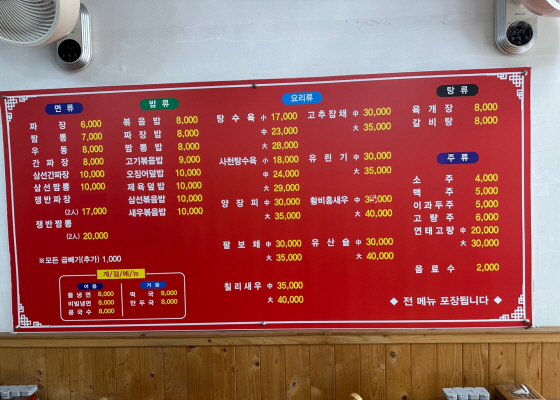 면 류
짜 장 6,000
짬 뽕 7,000
우 동 8,000
간 짜 장 8,000
삼선간짜장 10,000
삼 선 짬 뽕 10,000
쟁반짜장
(2人) 17,000
쟁반짬뽕
(2人) 20,000
※모든 곱빼기(추가) 1,000
계/절/메/뉴
여 름
물 냉 면 8,000
비빔냉면 8,000
콩 국 수 8,000
겨 울
떡 국 8,000
만 두 국 8,000
밥 류
볶 음 밥 8,000
짜 장 밥 8,000
짬 뽕 밥 8,000
고기볶음밥 9,000
오징어덮밥 10,000
제 육 덮 밥 10,000
삼선볶음밥 10,000
새우볶음밥 10,000
요리류
탕 수 육 小 17,000
中 23,000
大 28,000
사천탕수육 小 18,000
中 24,000
大 29,000
양 장 피 中 30,000
大 35,000
팔 보 채 中 30,000
大 35,000
칠리새우 中 35,000
大 40,000
고추잡채 中 30,000
大 35,000
유 린 기 中 30,000
大 35,000
황비홍새우 中
大 40,000
유 산 슬 中 30,000
大 40,000
탕 류
육 개 장 8,000
갈 비 탕 8,000
주 류
소 주 4,000
맥 주 5,000
이과두주 5,000
고 량 주 6,000
연태고량 中 20,000
大 30,000
음 료 수 2,000
◆ 전 메뉴 포장됩니다 ◆